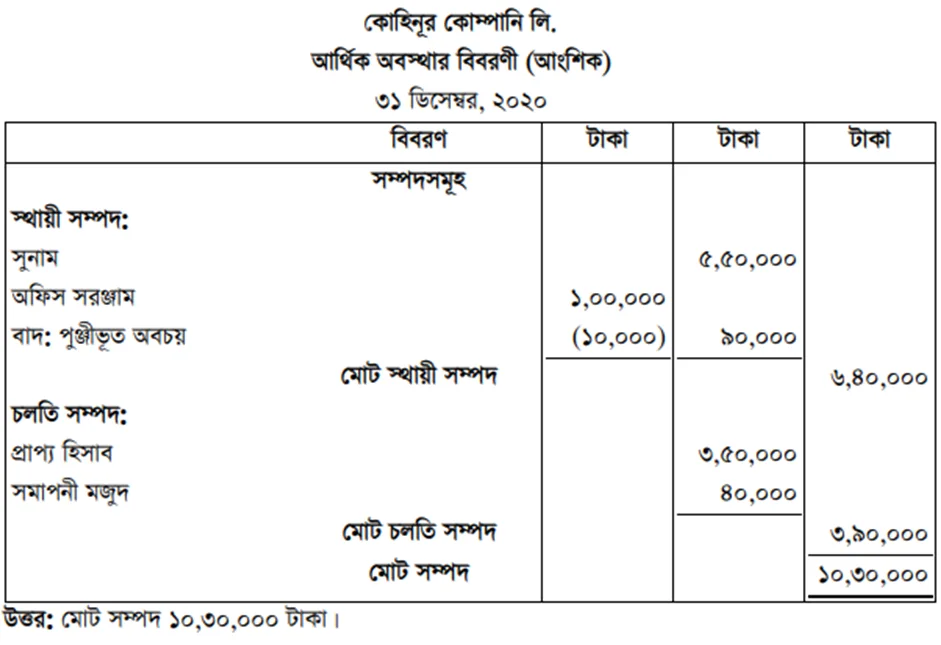 কোহিনূর কোম্পানি লি.
আর্থিক অবস্থার বিবরণী (আংশিক)
৩১ ডিসেম্বর, ২০২০
বিবরণ টাকা টাকা টাকা
সম্পদসমূহ
স্থায়ী সম্পদ:
সুনাম ৫,৫০,০০০
অফিস সরঞ্জাম ১,০০,০০০
বাদ: পুঞ্জীভূত অবচয় (১০,০০০) ৯০,০০০
মোট স্থায়ী সম্পদ ৬,৪০,০০০
চলতি সম্পদ:
প্রাপ্য হিসাব ৩,৫০,০০০
সমাপনী মজুদ ৪০,০০০
মোট চলতি সম্পদ ৩,৯০,০০০
মোট সম্পদ ১০,৩০,০০০
উত্তর: মোট সম্পদ ১০,৩০,০০০ টাকা।